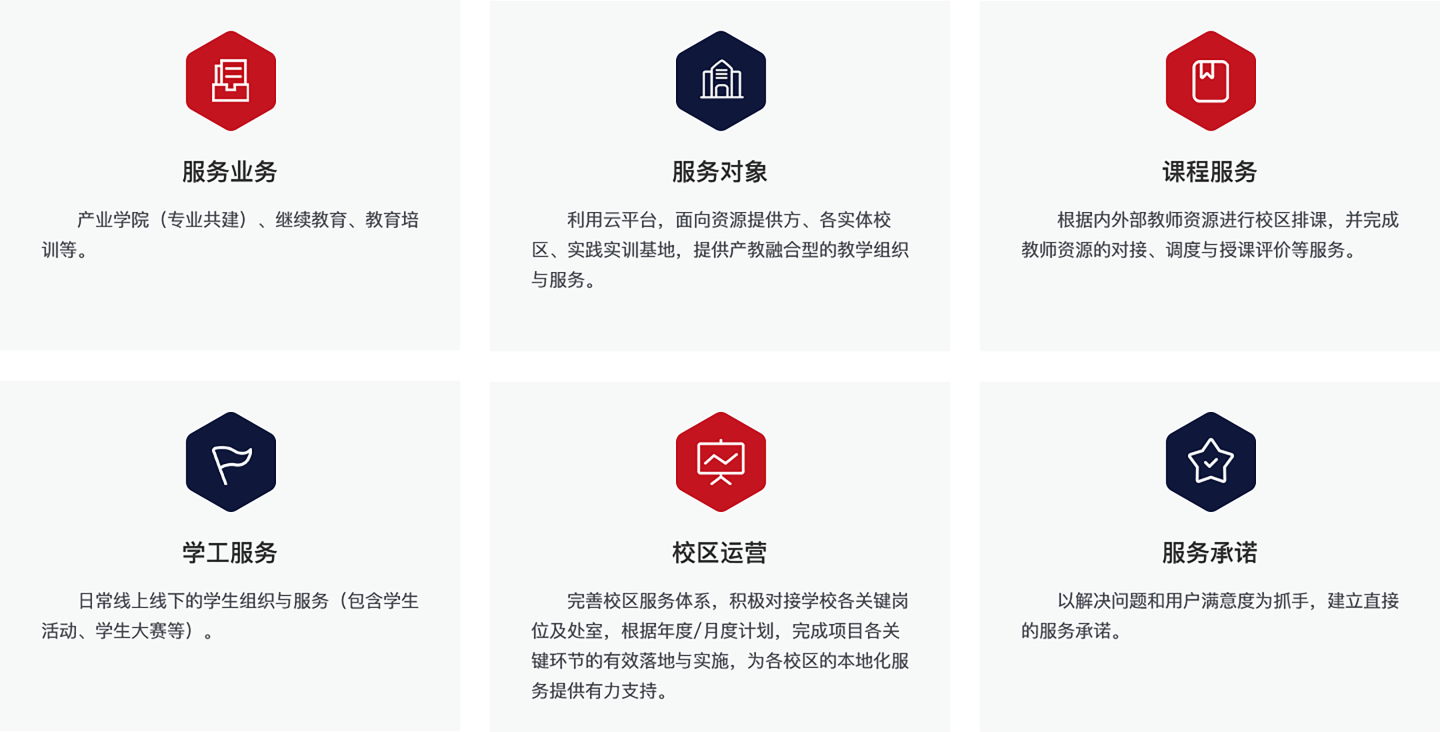 服务业务
产业学院（专业共建）、继续教育、教育培
训等。
服务对象
利用云平台，面向资源提供方、各实体校
区、实践实训基地，提供产教融合型的教学组织
与服务。
课程服务
根据内外部教师资源进行校区排课，并完成
教师资源的对接、调度与授课评价等服务。
学工服务
日常线上线下的学生组织与服务（包含学生
活动、学生大赛等）。
校区运营
完善校区服务体系，积极对接学校各关键岗
位及处室，根据年度/月度计划，完成项目各关
键环节的有效落地与实施，为各校区的本地化服
务提供有力支持。
服务承诺
以解决问题和用户满意度为抓手，建立直接
的服务承诺。